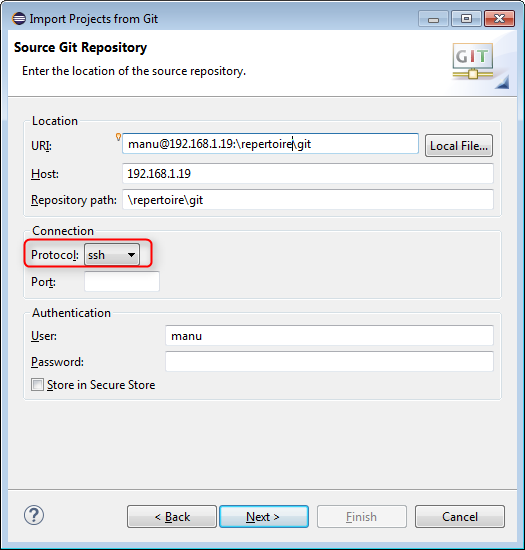 Import Projects from Git
Source Git Repository
Enter the location of the source repository.
GIT
Location
URI: manu@192.168.1.19:\repertoire\git Local File...
Host: 192.168.1.19
Repository path: \repertoire\git
Connection
Protocol: ssh
Port:
Authentication
User: manu
Password:
Store in Secure Store
? < Back Next > Finish Cancel